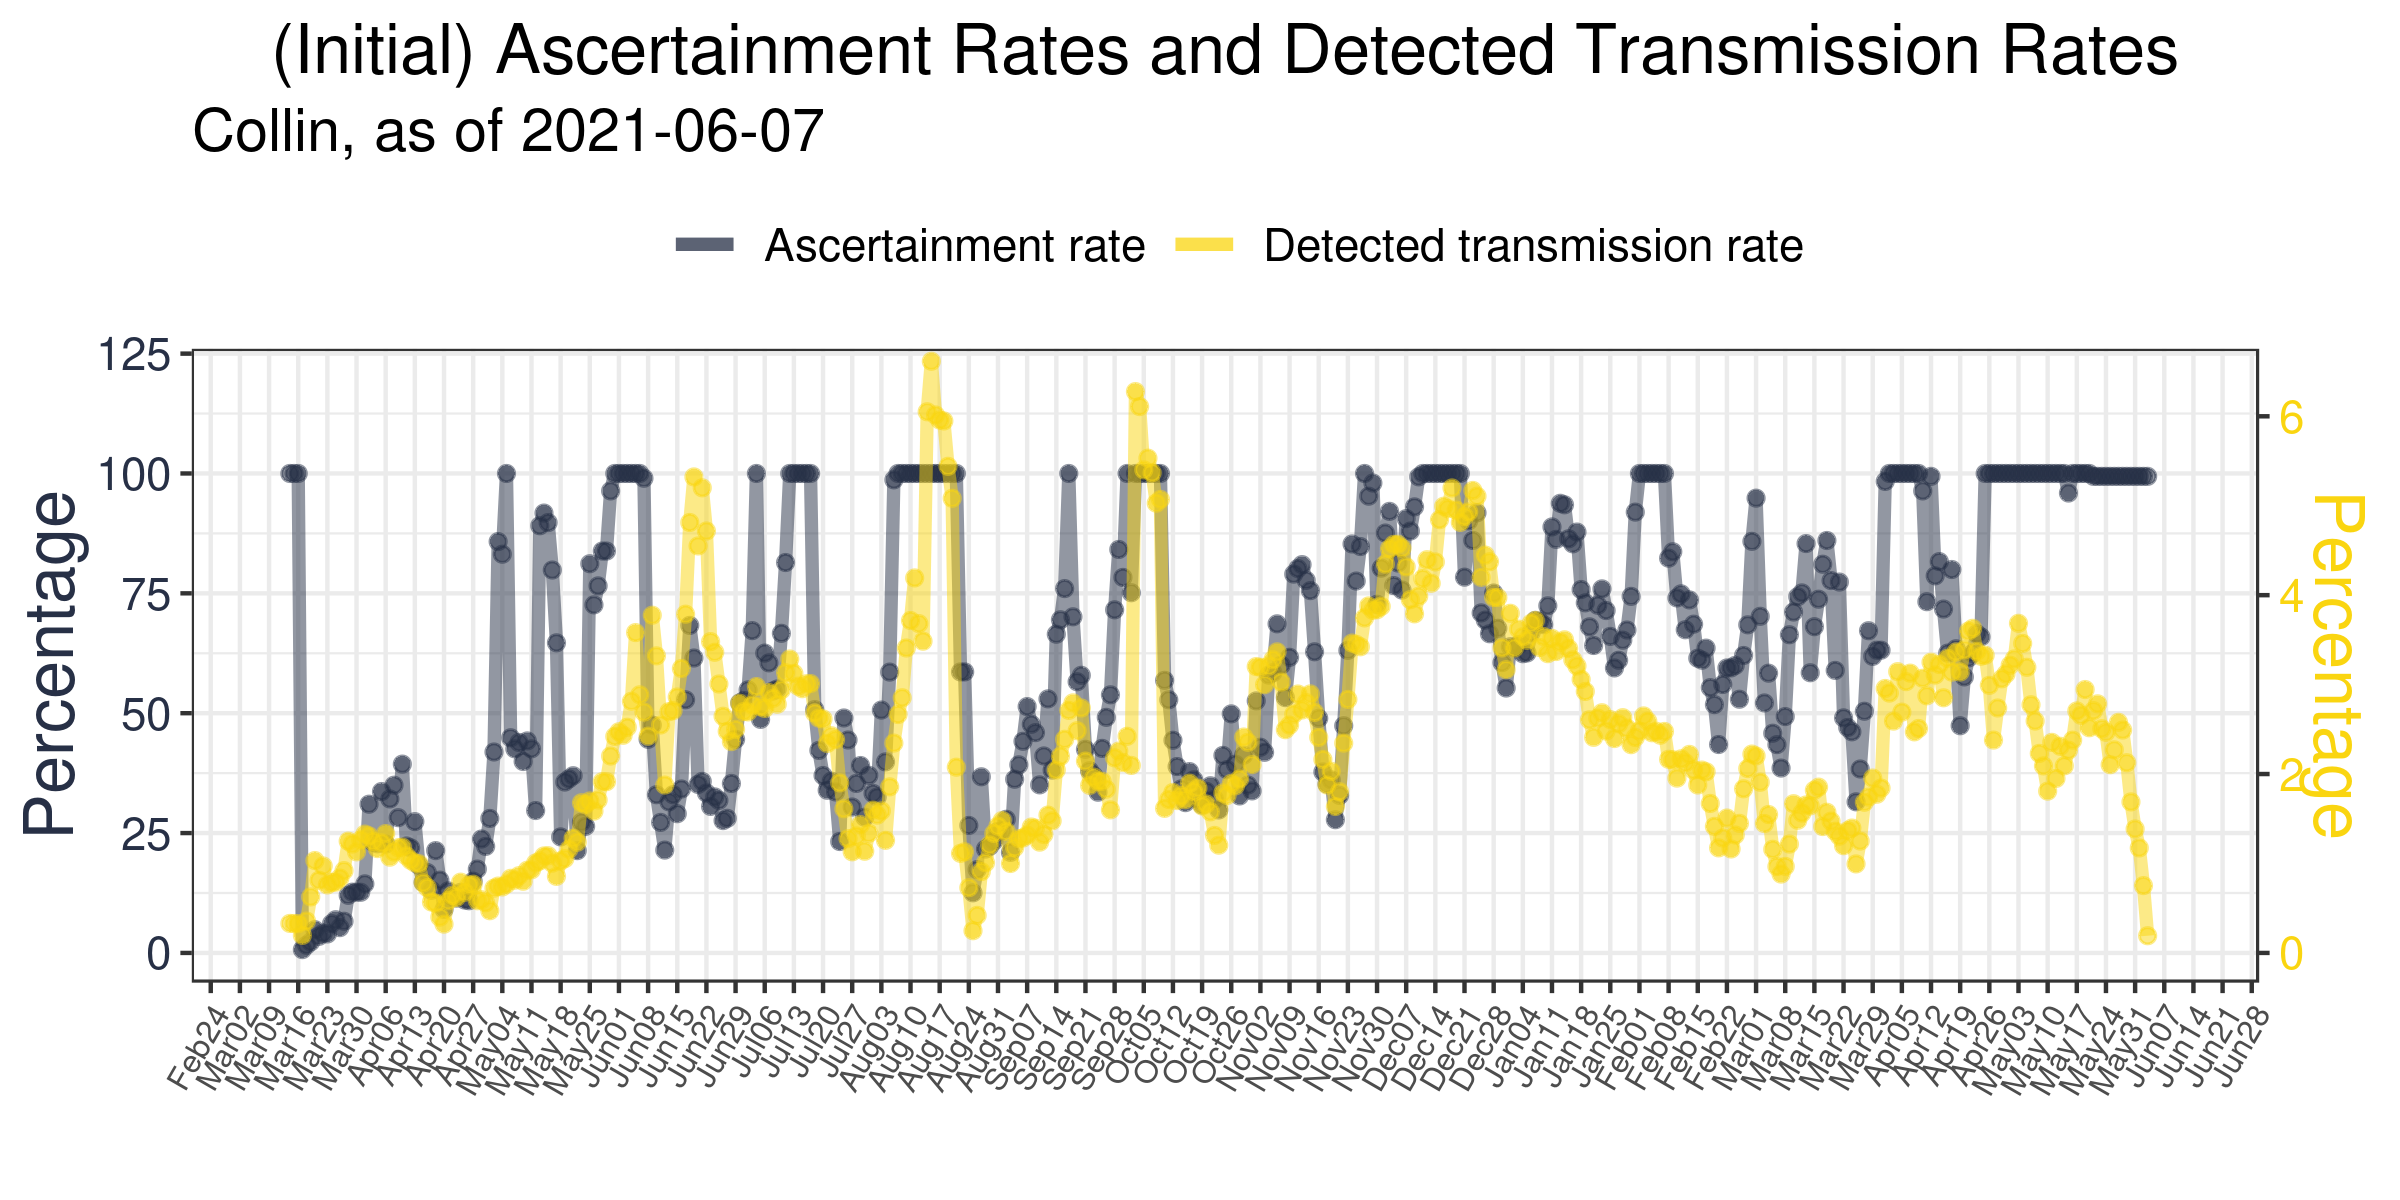 (Initial) Ascertainment Rates and Detected Transmission Rates
Collin, as of 2021-06-07
Ascertainment rate Detected transmission rate
Percentage
125
100
75
50
25
0
6
4
2
0
Percentage
Feb24 Mar02 Mar09 Mar16 Mar23 Mar30 Apr06 Apr13 Apr20 Apr27 May04 May11 May18 May25 Jun01 Jun08 Jun15 Jun22 Jun29 Jul06 Jul13 Jul20 Jul27 Aug03 Aug10 Aug17 Aug24 Aug31 Sep07 Sep14 Sep21 Sep28 Oct05 Oct12 Oct19 Oct26 Nov02 Nov09 Nov16 Nov23 Nov30 Dec07 Dec14 Dec21 Dec28 Jan04 Jan11 Jan18 Jan25 Feb01 Feb08 Feb15 Feb22 Mar01 Mar08 Mar15 Mar22 Mar29 Apr05 Apr12 Apr19 Apr26 May03 May10 May17 May24 May31 Jun07 Jun14 Jun21 Jun28